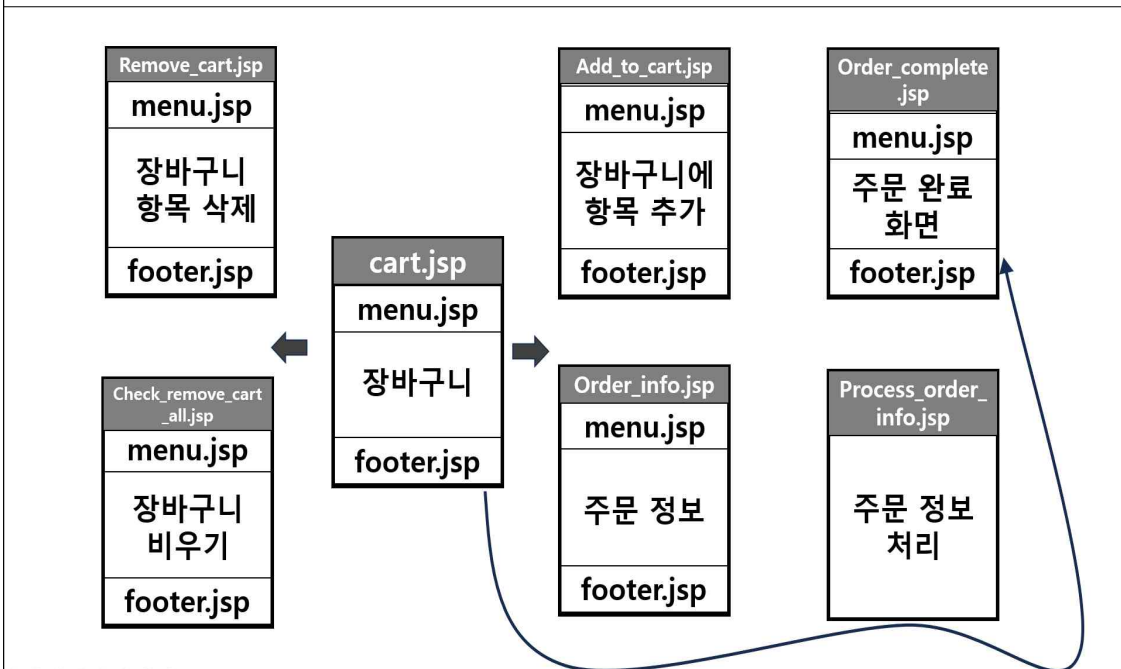 Remove_cart.jsp
menu.jsp
장바구니
항목 삭제
footer.jsp
Check_remove_cart
_all.jsp
menu.jsp
장바구니
비우기
footer.jsp
cart.jsp
menu.jsp
장바구니
footer.jsp
Add_to_cart.jsp
menu.jsp
장바구니에
항목 추가
footer.jsp
Order_info.jsp
menu.jsp
주문 정보
footer.jsp
Order_complete
.jsp
menu.jsp
주문 완료
화면
footer.jsp
Process_order_
info.jsp
주문 정보
처리